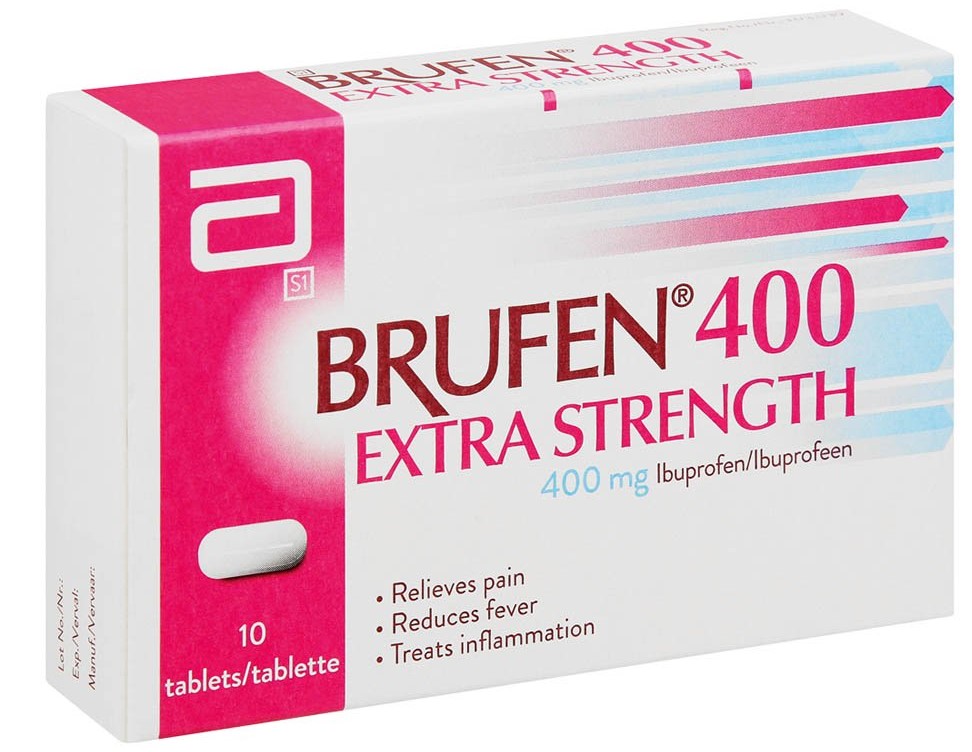 S1
BRUFEN® 400
EXTRA STRENGTH
400 mg Ibuprofen/Ibuprofeen
S1
BRUFEN® 400
EXTRA STRENGTH
400 mg Ibuprofen/Ibuprofeen
• Relieves pain
• Reduces fever
• Treats inflammation
10
tablets/tablette
Lot No./Nr.:
Exp./Verval:
Manuf./Vervaar: